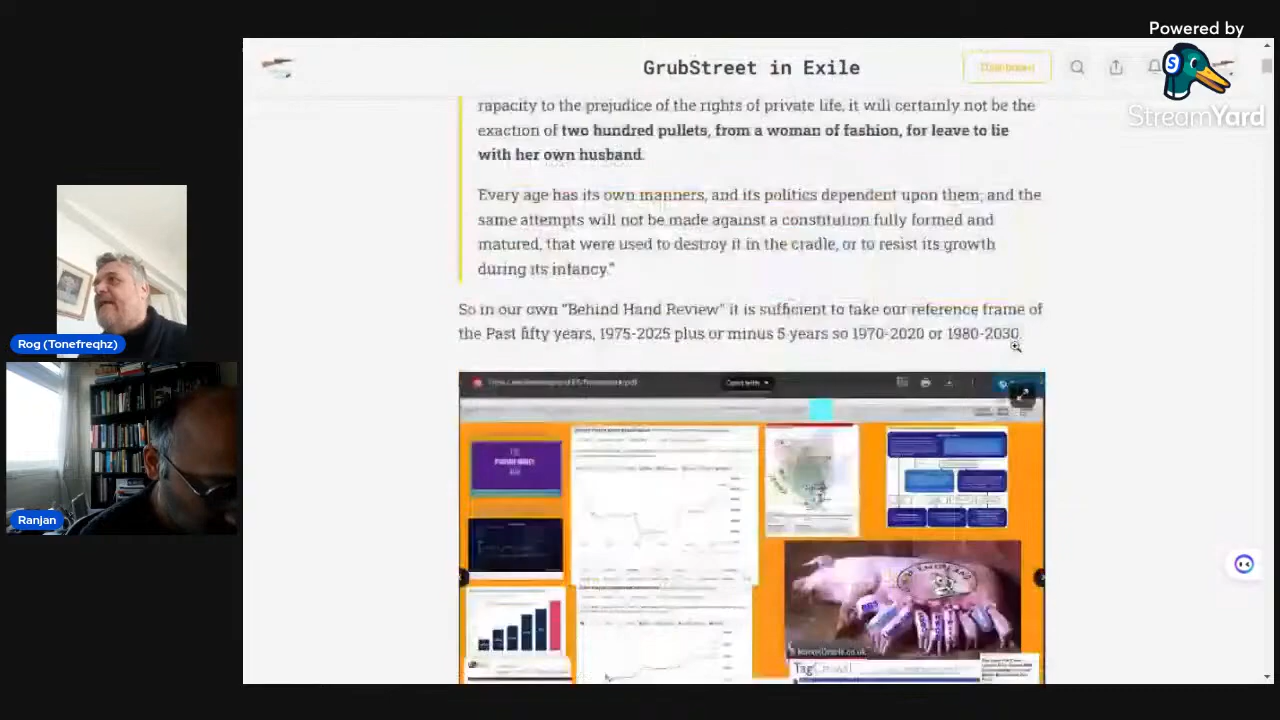 Powered by
StreamYard
GrubStreet in Exile
Dashboard
rapacity to the prejudice of the rights of private life, it will certainly not be the
exaction of two hundred pullets, from a woman of fashion, for leave to lie
with her own husband.
Every age has its own manners, and its politics dependent upon them; and the
same attempts will not be made against a constitution fully formed and
matured, that were used to destroy it in the cradle, or to resist its growth
during its infancy."
So in our own "Behind Hand Review" it is sufficient to take our reference frame of
the Past fifty years, 1975-2025 plus or minus 5 years so 1970-2020 or 1980-2030.
Open with
Rog (Tonefreqhz)
Ranjan